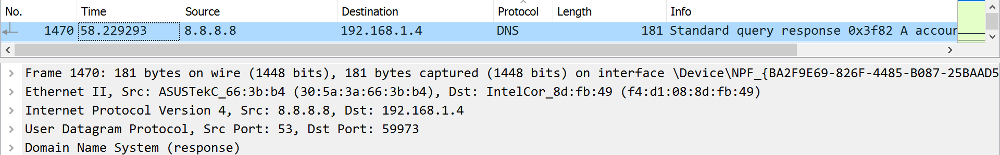 No. Time Source Destination Protocol Length Info
1470 58.229293 8.8.8.8 192.168.1.4 DNS 181 Standard query response 0x3f82 A accour
Frame 1470: 181 bytes on wire (1448 bits), 181 bytes captured (1448 bits) on interface \Device\NPF_{BA2F9E69-826F-4485-B087-25BAAD5
Ethernet II, Src: ASUSTekC_66:3b:b4 (30:5a:3a:66:3b:b4), Dst: IntelCor_8d:fb:49 (f4:d1:08:8d:fb:49)
Internet Protocol Version 4, Src: 8.8.8.8, Dst: 192.168.1.4
User Datagram Protocol, Src Port: 53, Dst Port: 59973
Domain Name System (response)